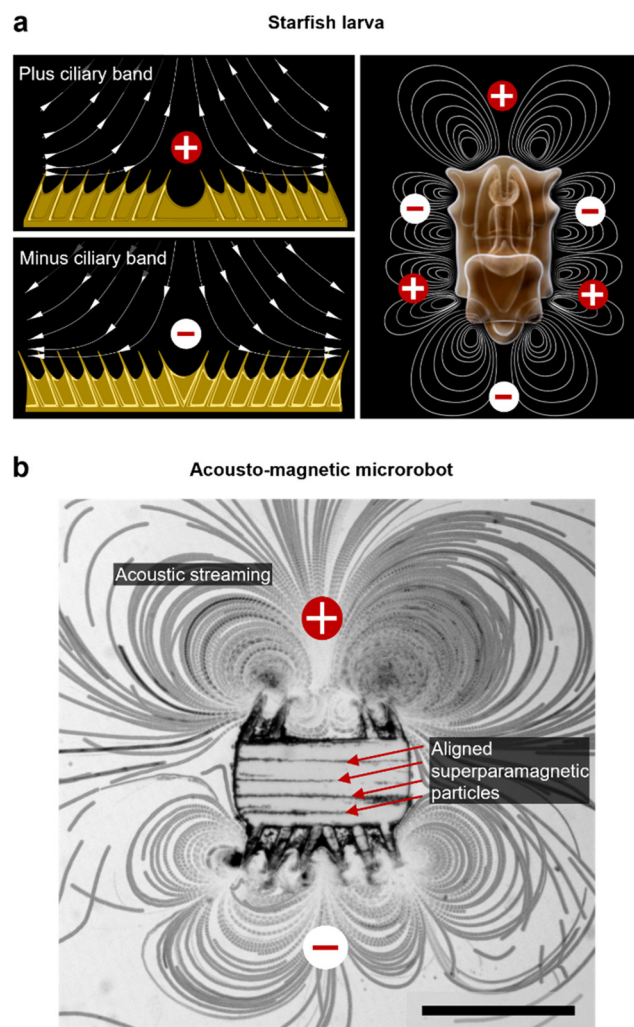 a
Starfish larva
Plus ciliary band
+
+
Minus ciliary band
−
−
−
+
+
−
b
Acousto-magnetic microrobot
Acoustic streaming
+
Aligned
superparamagnetic
particles
−